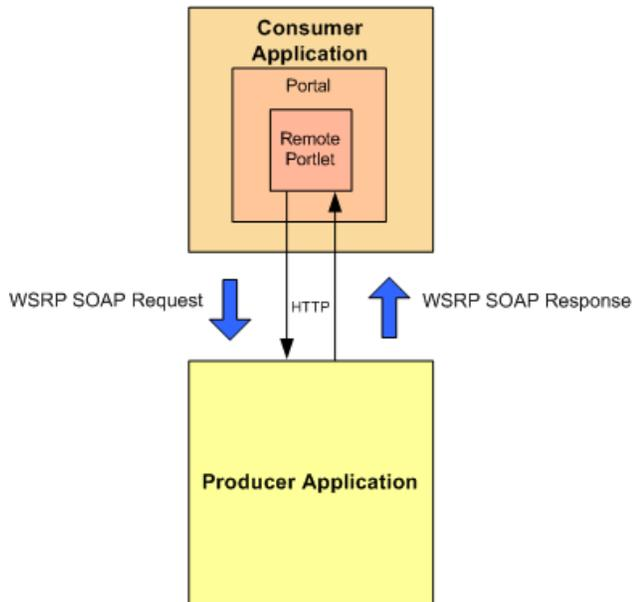 Consumer
Application
Portal
Remote
Portlet
WSRP SOAP Request
HTTP
WSRP SOAP Response
Producer Application